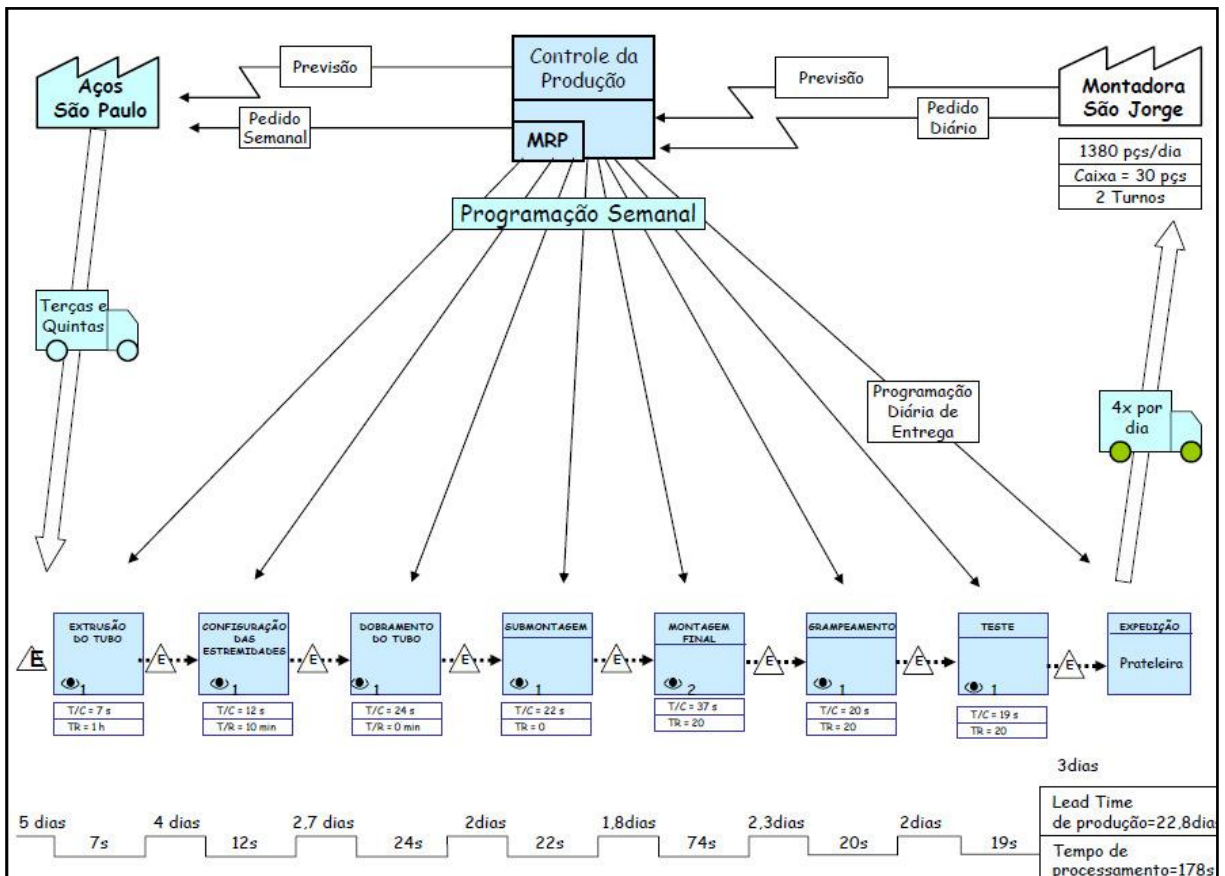 Aços
São Paulo
Previsão
Pedido
Semanal
Controle da
Produção
MRP
Previsão
Pedido
Diário
Montadora
São Jorge
1380 pçs/dia
Caixa = 30 pçs
2 Turnos
Programação Semanal
Terças e
Quintas
Programação
Diária de
Entrega
4x por
dia
E
EXTRUSÃO
DO TUBO
1
T/C = 7 s
TR = 1 h
E
CONFIGURAÇÃO
DAS
ESTREMIDADES
1
T/C = 12 s
T/R = 10 min
E
DOBRAMENTO
DO TUBO
1
T/C = 24 s
T/R = 0 min
E
SUBMONTAGEM
1
T/C = 22 s
TR = 0
E
MONTAGEM
FINAL
2
T/C = 37 s
TR = 20
E
GRAMPEAMENTO
1
T/C = 20 s
TR = 20
E
TESTE
1
T/C = 19 s
TR = 20
E
EXPEDIÇÃO
Prateleira
3dias
5 dias
7s
4 dias
12s
2,7 dias
24s
2dias
22s
1,8dias
74s
2,3dias
20s
2dias
19s
Lead Time
de produção=22,8dias
Tempo de
processamento=178s